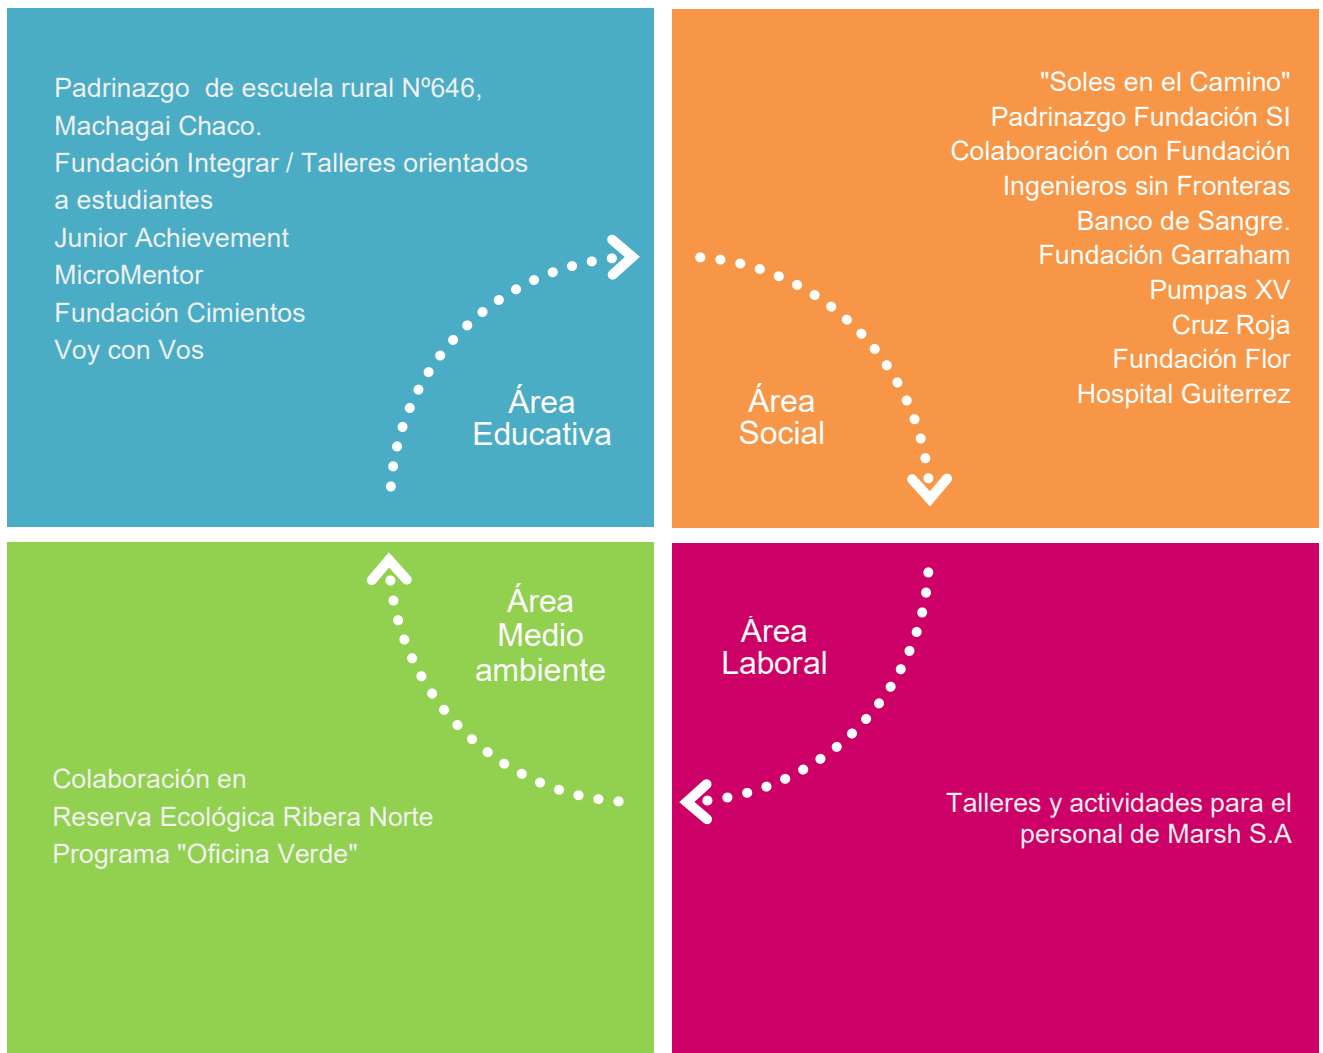 Padrinazgo de escuela rural Nº646,
Machagai Chaco.
Fundación Integrar / Talleres orientados
a estudiantes
Junior Achievement
MicroMentor
Fundación Cimientos
Voy con Vos
Área
Educativa
"Soles en el Camino"
Padrinazgo Fundación SI
Colaboración con Fundación
Ingenieros sin Fronteras
Banco de Sangre.
Fundación Garraham
Pumpas XV
Cruz Roja
Fundación Flor
Hospital Guiterrez
Área
Social
Área
Medio
ambiente
Colaboración en
Reserva Ecológica Ribera Norte
Programa "Oficina Verde"
Área
Laboral
Talleres y actividades para el
personal de Marsh S.A